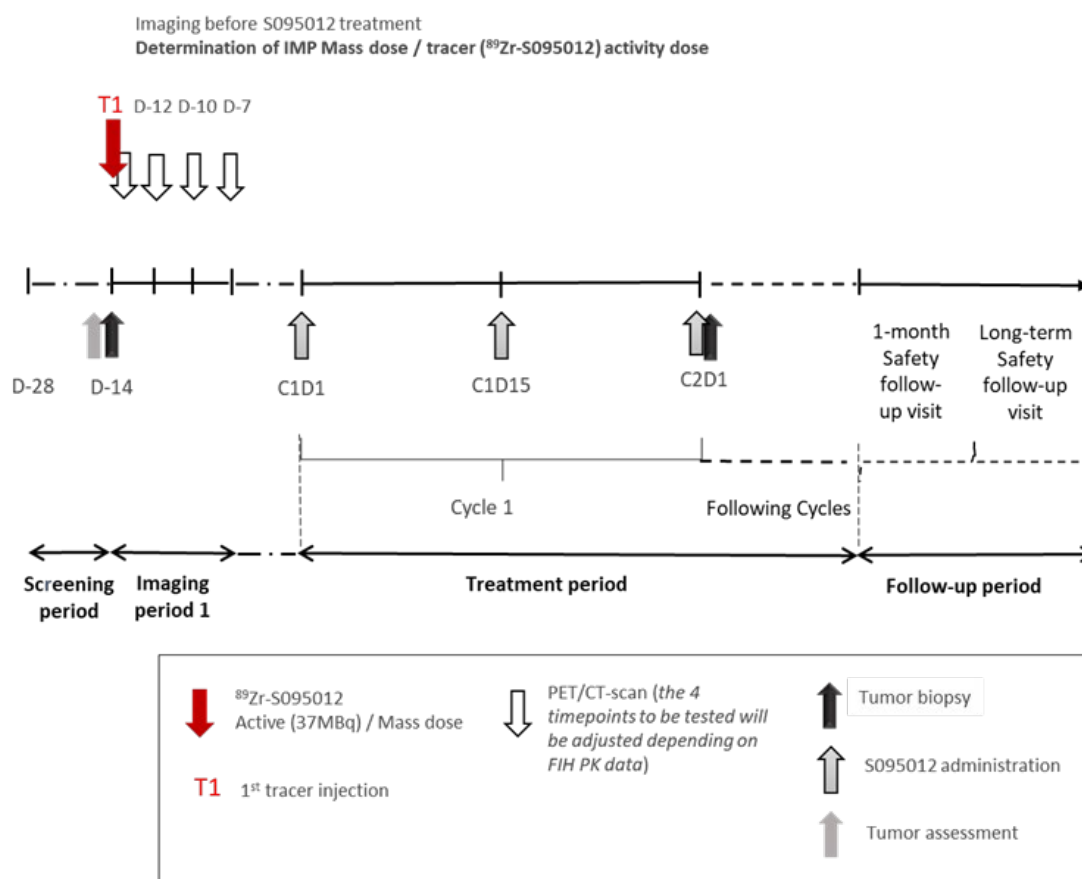 Imaging before S095012 treatment
Determination of IMP Mass dose / tracer (⁸⁹Zr-S095012) activity dose
T1 D-12 D-10 D-7
D-28 D-14 C1D1 C1D15 C2D1
1-month
Safety
follow-
up visit
Long-term
Safety
follow-up
visit
Cycle 1
Following Cycles
Screening
period
Imaging
period 1
Treatment period
Follow-up period
⁸⁹Zr-S095012
Active (37MBq) / Mass dose
T1 1st tracer injection
PET/CT-scan (the 4
timepoints to be tested will
be adjusted depending on
FIH PK data)
Tumor biopsy
S095012 administration
Tumor assessment